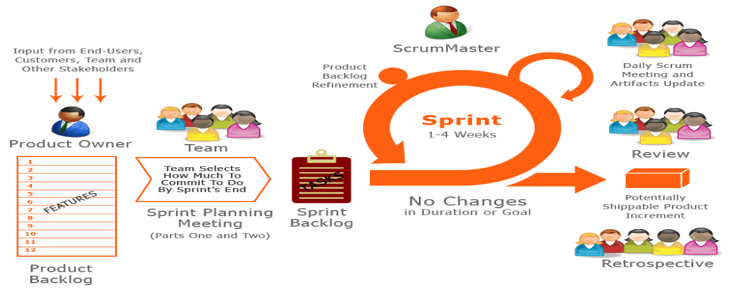 Input from End-Users,
Customers, Team and
Other Stakeholders
Product Owner
1
2
3
4
5
6
7
8
9
10
11
12
FEATURES
Product
Backlog
Team
Team Selects
How Much To
Commit To Do
By Sprint's End
Sprint Planning
Meeting
(Parts One and Two)
TASKS
Sprint
Backlog
ScrumMaster
Product
Backlog
Refinement
Sprint
1-4 Weeks
No Changes
in Duration or Goal
Daily Scrum
Meeting and
Artifacts Update
Review
Potentially
Shippable Product
Increment
Retrospective